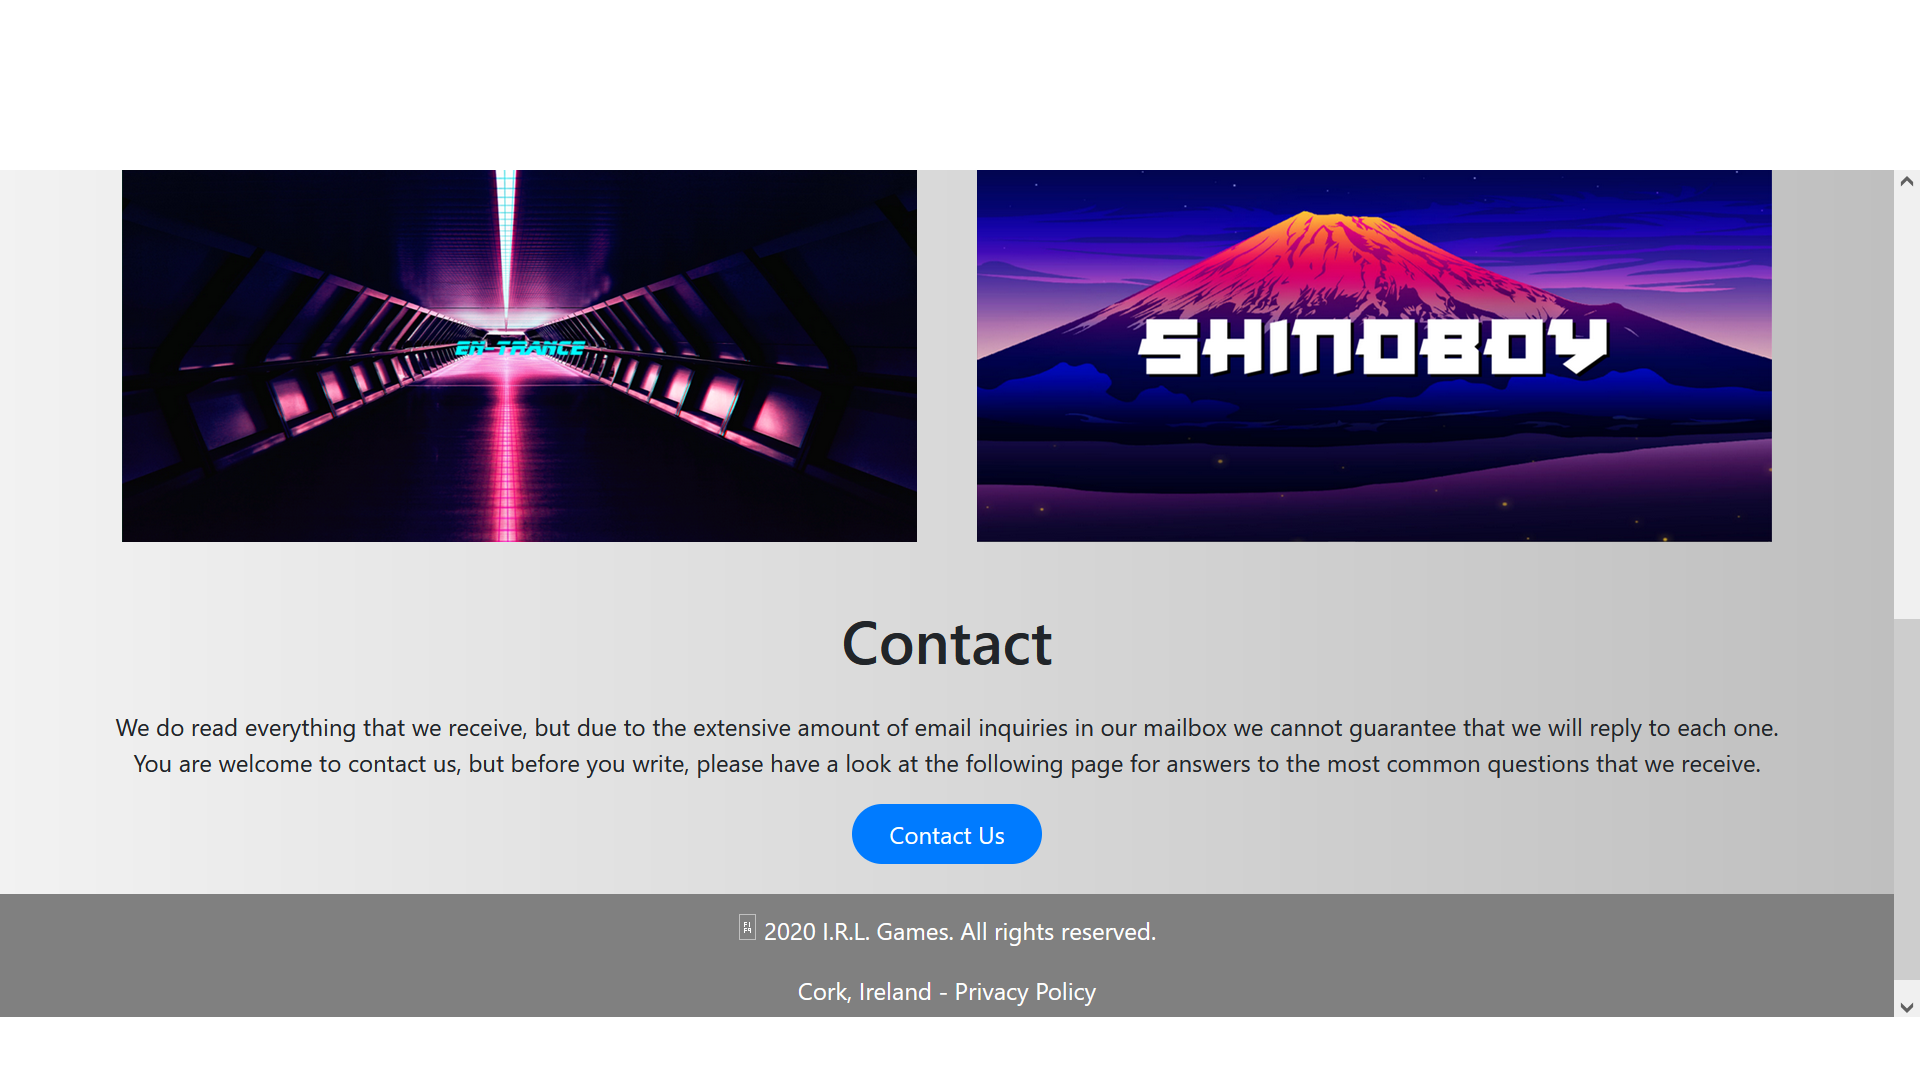 EN-TRANCE
SHINOBOY
Contact
We do read everything that we receive, but due to the extensive amount of email inquiries in our mailbox we cannot guarantee that we will reply to each one.
You are welcome to contact us, but before you write, please have a look at the following page for answers to the most common questions that we receive.
Contact Us
2020 I.R.L. Games. All rights reserved.
Cork, Ireland - Privacy Policy